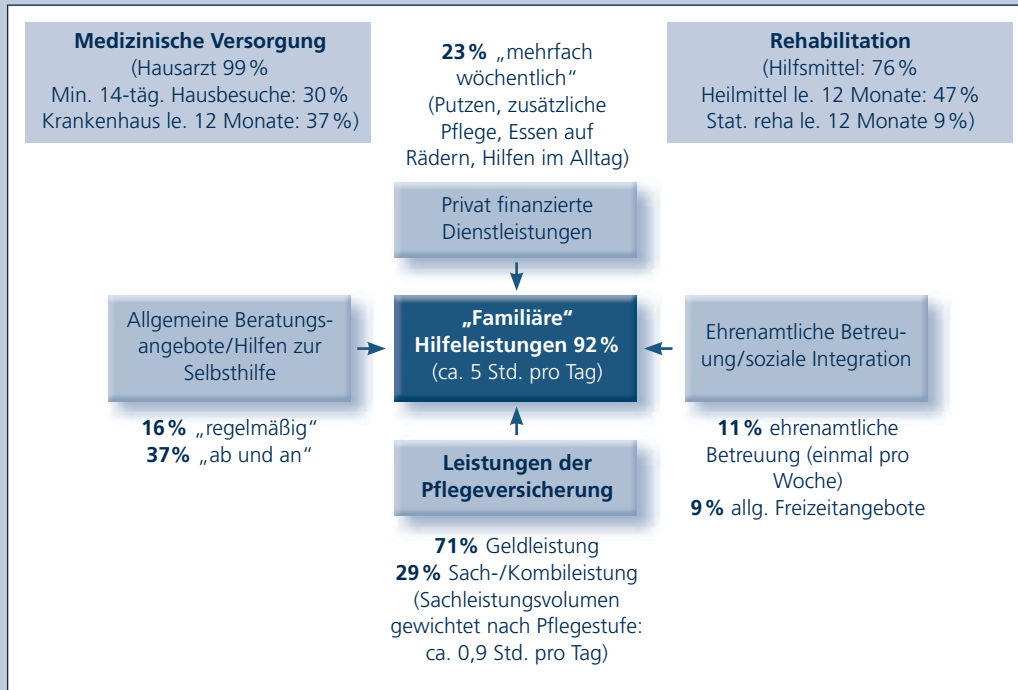 Medizinische Versorgung
(Hausarzt 99 %
Min. 14-täg. Hausbesuche: 30 %
Krankenhaus le. 12 Monate: 37 %)
23 % „mehrfach
wöchentlich“
(Putzen, zusätzliche
Pflege, Essen auf
Rädern, Hilfen im Alltag)
Rehabilitation
(Hilfsmittel: 76 %
Heilmittel le. 12 Monate: 47 %
Stat. reha le. 12 Monate 9 %)
Privat finanzierte
Dienstleistungen
Allgemeine Beratungs-
angebote/Hilfen zur
Selbsthilfe
„Familiäre“
Hilfeleistungen 92 %
(ca. 5 Std. pro Tag)
Ehrenamtliche Betreu-
ung/soziale Integration
16 % „regelmäßig“
37 % „ab und an“
Leistungen der
Pflegeversicherung
11 % ehrenamtliche
Betreuung (einmal pro
Woche)
9 % allg. Freizeitangebote
71 % Geldleistung
29 % Sach-/Kombileistung
(Sachleistungsvolumen
gewichtet nach Pflegestufe:
ca. 0,9 Std. pro Tag)